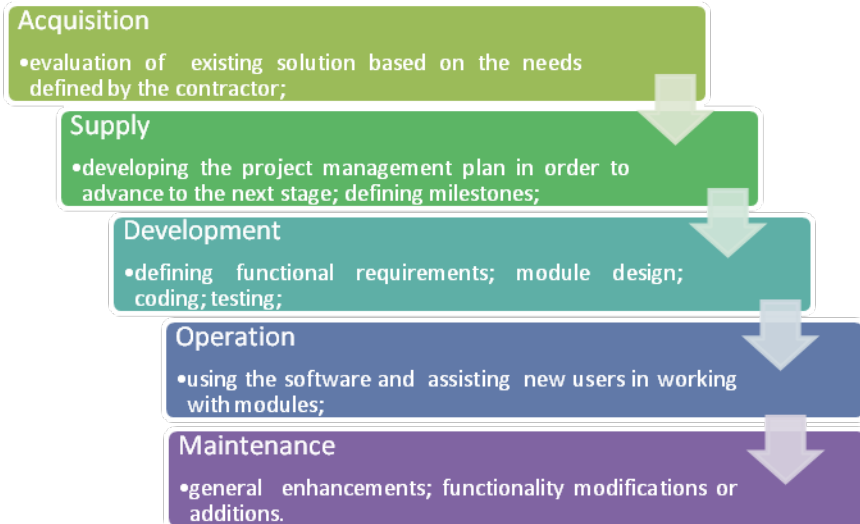 Acquisition
•evaluation of existing solution based on the needs
defined by the contractor;
Supply
•developing the project management plan in order to
advance to the next stage; defining milestones;
Development
•defining functional requirements; module design;
coding; testing;
Operation
•using the software and assisting new users in working
with modules;
Maintenance
•general enhancements; functionality modifications or
additions.